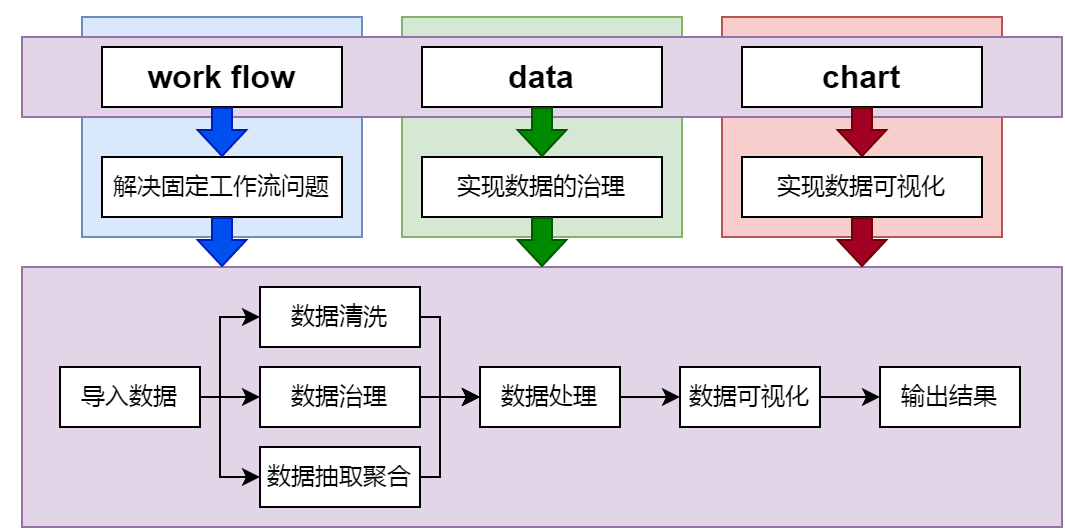 work flow
data
chart
解决固定工作流问题
实现数据的治理
实现数据可视化
数据清洗
导入数据
数据治理
数据处理
数据可视化
输出结果
数据抽取聚合